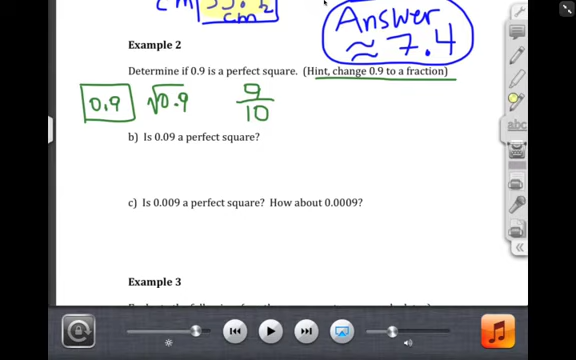 Answer
≈ 7.4
Example 2
Determine if 0.9 is a perfect square. (Hint, change 0.9 to a fraction)
0.9 √0.9 9/10
b) Is 0.09 a perfect square?
c) Is 0.009 a perfect square? How about 0.0009?
Example 3
abc